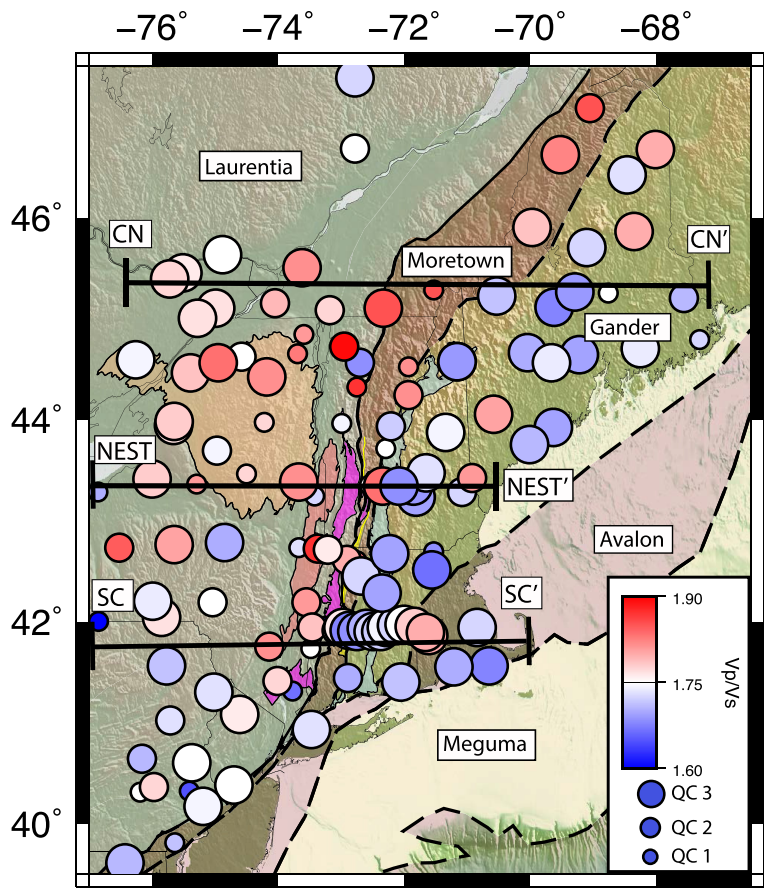 −76° −74° −72° −70° −68°
46°
44°
42°
40°
Laurentia
CN
Moretown
CN’
Gander
NEST
NEST’
Avalon
SC
SC’
Meguma
1.90
1.75
1.60
Vp/Vs
QC 3
QC 2
QC 1